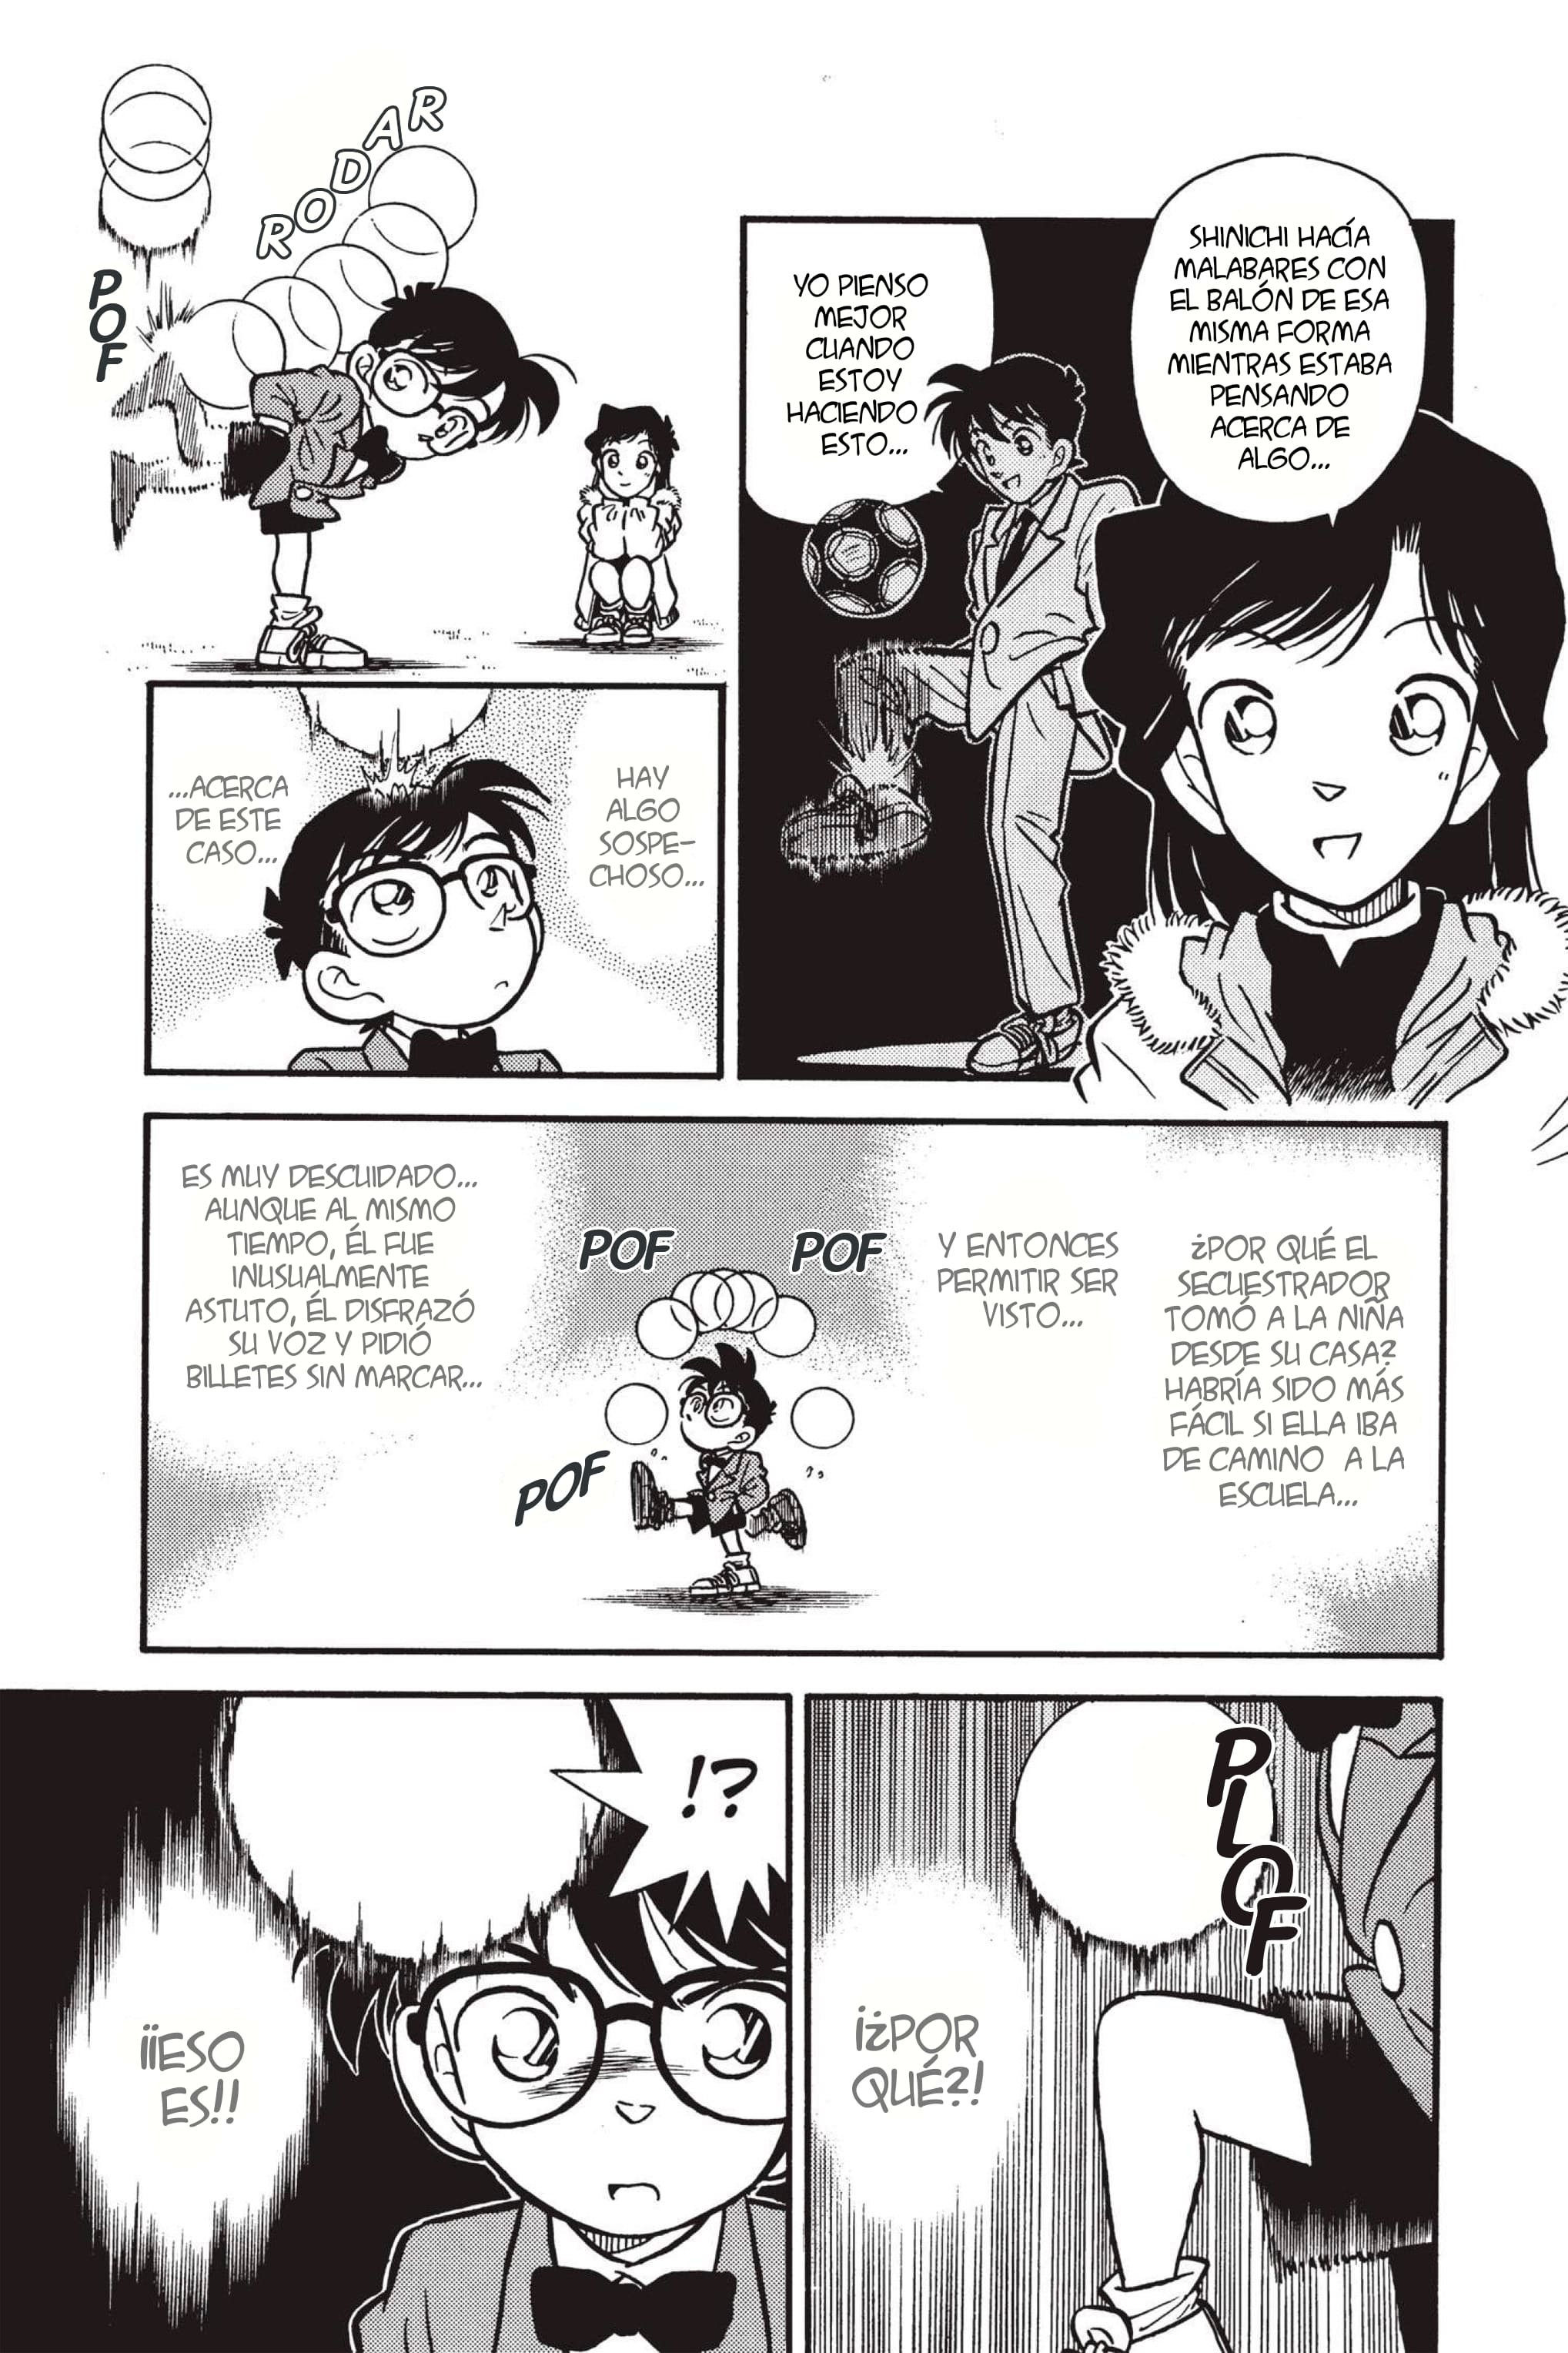 SHINICHI HACÍA
MALABARES CON
EL BALÓN DE ESA
MISMA FORMA
MIENTRAS ESTABA
PENSANDO
ACERCA DE
ALGO...
YO PIENSO
MEJOR
CUANDO
ESTOY
HACIENDO
ESTO...
RODAR
POF
HAY
ALGO
SOSPE-
CHOSO...
...ACERCA
DE ESTE
CASO...
¿POR QUÉ EL
SECUESTRADOR
TOMÓ A LA NIÑA
DESDE SU CASA?
HABRÍA SIDO MÁS
FÁCIL SI ELLA IBA
DE CAMINO A LA
ESCUELA...
Y ENTONCES
PERMITIR SER
VISTO...
POF
POF
POF
ES MUY DESCUIDADO...
AUNQUE AL MISMO
TIEMPO, ÉL FUE
INUSUALMENTE
ASTUTO, ÉL DISFRAZÓ
SU VOZ Y PIDIÓ
BILLETES SIN MARCAR...
PLOF
¡¿POR
QUÉ?!
!?
¡¡ESO
ES!!